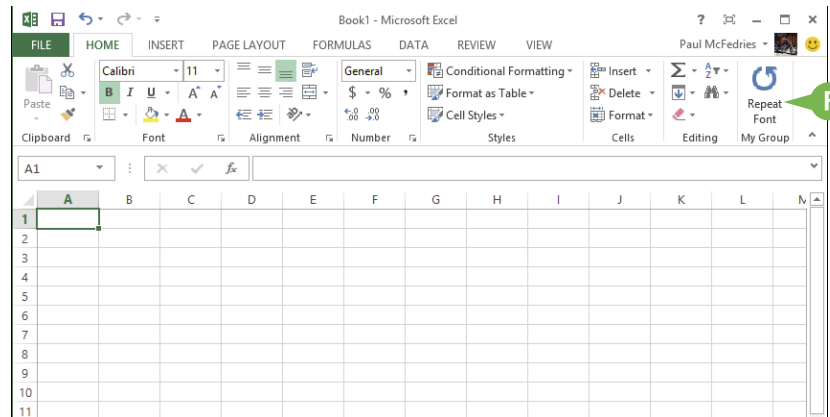 Book1 - Microsoft Excel ?
FILE HOME INSERT PAGE LAYOUT FORMULAS DATA REVIEW VIEW Paul McFedries
Calibri 11 General Conditional Formatting Insert Σ
Paste B I U A A $ % , Format as Table Delete Repeat
A .00 Cell Styles Format Font
Clipboard Font Alignment Number Styles Cells Editing My Group
A1 fx
A B C D E F G H I J K L
1
2
3
4
5
6
7
8
9
10
11